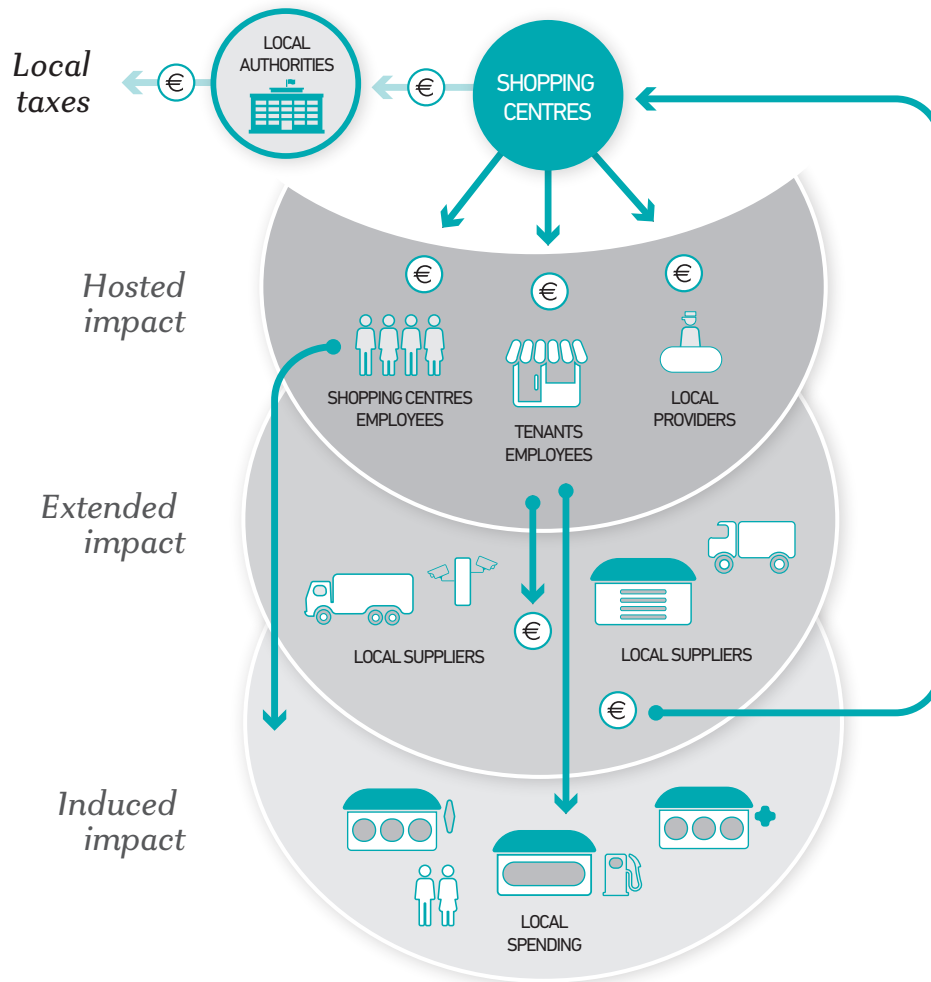 Local
taxes
€
LOCAL
AUTHORITIES
€
SHOPPING
CENTRES
Hosted
impact
€
€
€
SHOPPING CENTRES
EMPLOYEES
TENANTS
EMPLOYEES
LOCAL
PROVIDERS
Extended
impact
LOCAL SUPPLIERS
€
LOCAL SUPPLIERS
€
Induced
impact
LOCAL
SPENDING